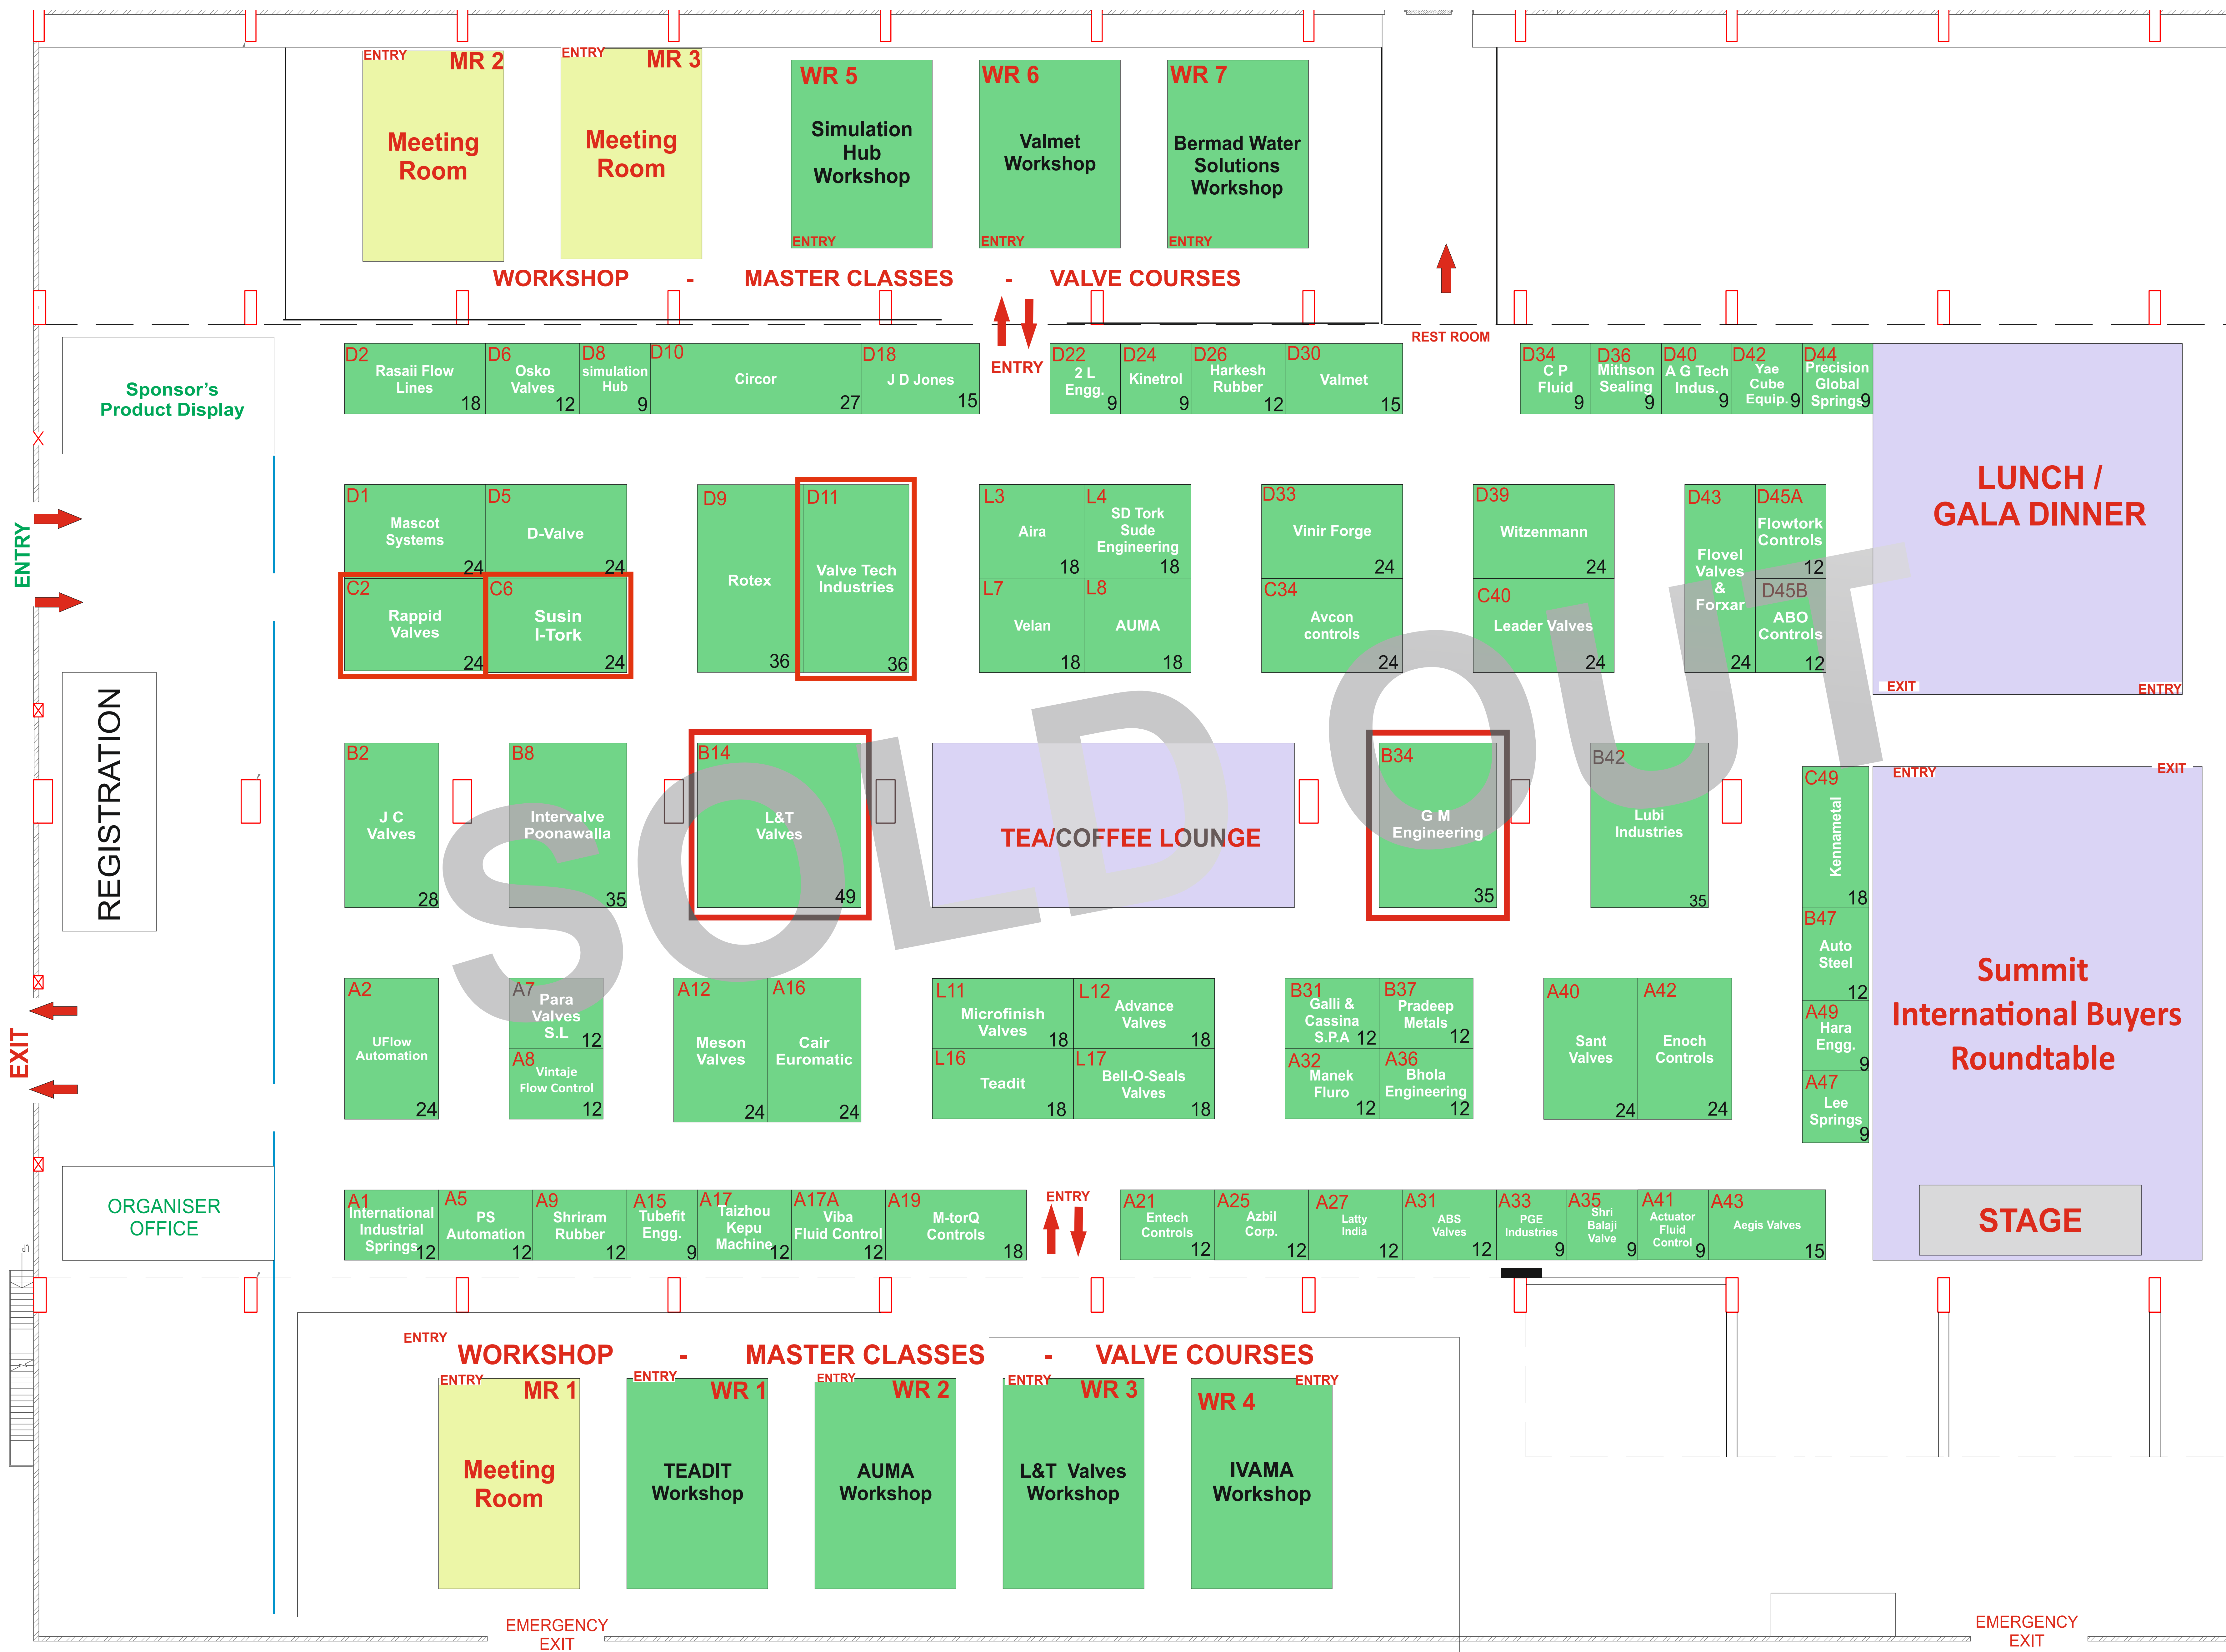 ENTRY
MR 2
Meeting
Room
ENTRY
MR 3
Meeting
Room
WR 5
Simulation
Hub
Workshop
ENTRY
WR 6
Valmet
Workshop
ENTRY
WR 7
Bermad Water
Solutions
Workshop
ENTRY
WORKSHOP - MASTER CLASSES - VALVE COURSES
REST ROOM
ENTRY
Sponsor's
Product Display
D2
Rasaii Flow
Lines
18
D6
Osko
Valves
12
D8
simulation
Hub
9
D10
Circor
27
D18
J D Jones
15
D22
2 L
Engg.
9
D24
Kinetrol
9
D26
Harkesh
Rubber
12
D30
Valmet
15
D34
C P
Fluid
9
D36
Mithson
Sealing
9
D40
A G Tech
Indus.
9
D42
Yae
Cube
Equip.
9
D44
Precision
Global
Springs
9
LUNCH /
GALA DINNER
EXIT
ENTRY
ENTRY
D1
Mascot
Systems
24
D5
D-Valve
24
C2
Rappid
Valves
24
C6
Susin
I-Tork
24
D9
Rotex
36
D11
Valve Tech
Industries
36
L3
Aira
18
L4
SD Tork
Sude
Engineering
18
L7
Velan
18
L8
AUMA
18
D33
Vinir Forge
24
C34
Avcon
controls
24
D39
Witzenmann
24
C40
Leader Valves
24
D43
Flovel
Valves
&
Forxar
24
D45A
Flowtork
Controls
12
D45B
ABO
Controls
12
SOLD OUT
REGISTRATION
B2
J C
Valves
28
B8
Intervalve
Poonawalla
35
B14
L&T
Valves
49
TEA/COFFEE LOUNGE
B34
G M
Engineering
35
B42
Lubi
Industries
35
C49
Kennametal
18
B47
Auto
Steel
12
A49
Hara
Engg.
9
A47
Lee
Springs
9
ENTRY
EXIT
Summit
International Buyers
Roundtable
STAGE
EXIT
A2
UFlow
Automation
24
A7
Para
Valves
S.L
12
A8
Vintaje
Flow Control
12
A12
Meson
Valves
24
A16
Cair
Euromatic
24
L11
Microfinish
Valves
18
L12
Advance
Valves
18
L16
Teadit
18
L17
Bell-O-Seals
Valves
18
B31
Galli &
Cassina
S.P.A
12
B37
Pradeep
Metals
12
A32
Manek
Fluro
12
A36
Bhola
Engineering
12
A40
Sant
Valves
24
A42
Enoch
Controls
24
ORGANISER
OFFICE
A1
International
Industrial
Springs
12
A5
PS
Automation
12
A9
Shriram
Rubber
12
A15
Tubefit
Engg.
9
A17
Taizhou
Kepu
Machine
12
A17A
Viba
Fluid Control
12
A19
M-torQ
Controls
18
ENTRY
A21
Entech
Controls
12
A25
Azbil
Corp.
12
A27
Latty
India
12
A31
ABS
Valves
12
A33
PGE
Industries
9
A35
Shri
Balaji
Valve
9
A41
Actuator
Fluid
Control
9
A43
Aegis Valves
15
ENTRY
WORKSHOP - MASTER CLASSES - VALVE COURSES
ENTRY
MR 1
Meeting
Room
ENTRY
WR 1
TEADIT
Workshop
ENTRY
WR 2
AUMA
Workshop
ENTRY
WR 3
L&T Valves
Workshop
ENTRY
WR 4
IVAMA
Workshop
EMERGENCY
EXIT
EMERGENCY
EXIT